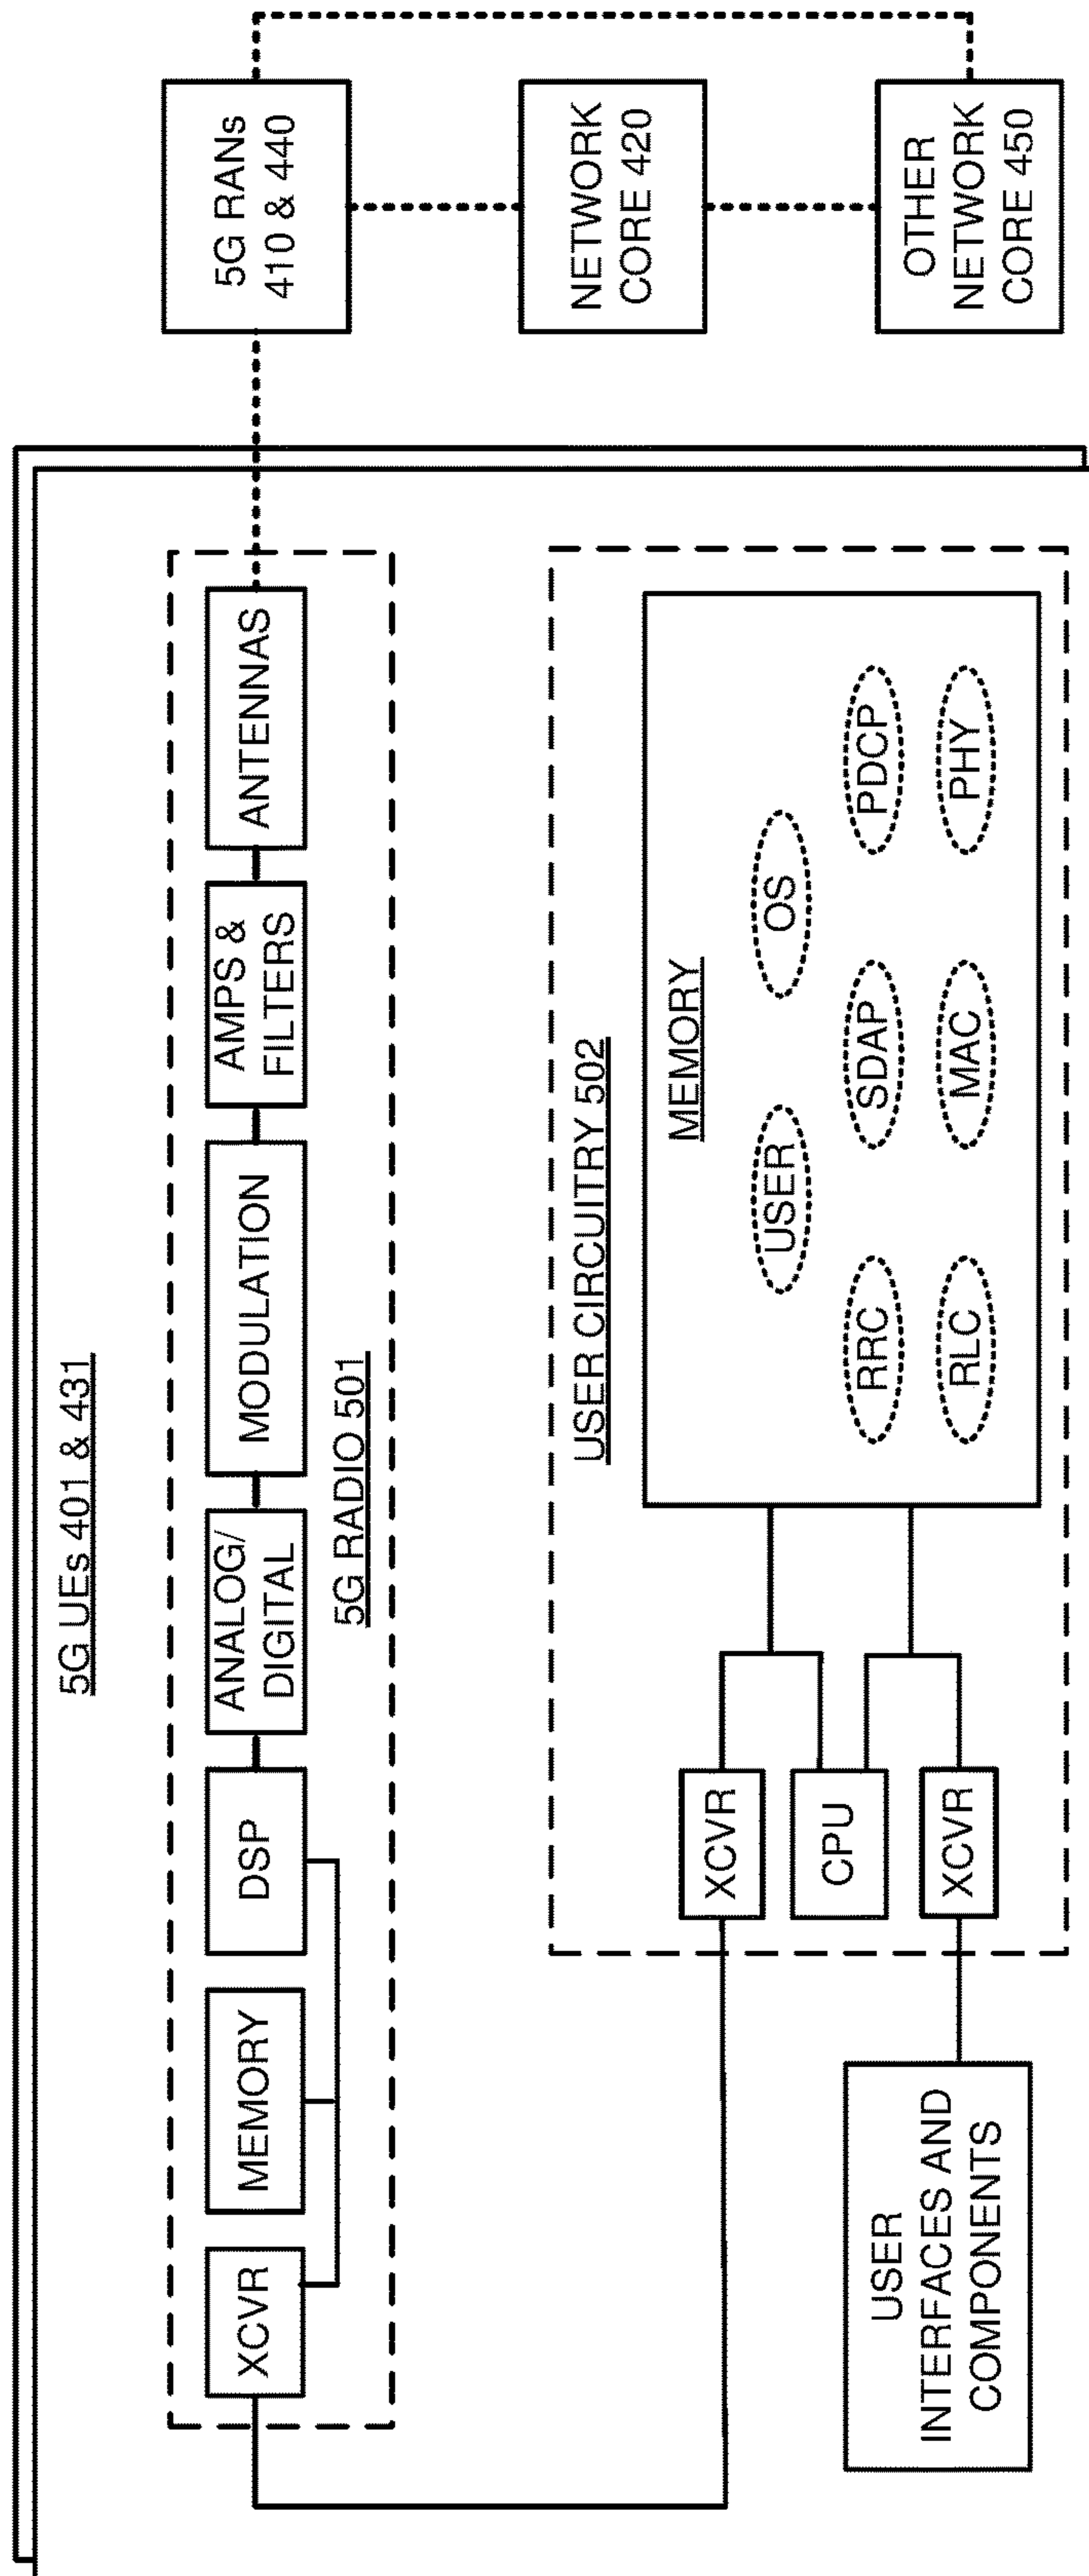 5G UEs 401 & 431
XCVR
MEMORY
DSP
ANALOG/
DIGITAL
MODULATION
AMPS &
FILTERS
ANTENNAS
5G RADIO 501
5G RANs
410 & 440
NETWORK
CORE 420
OTHER
NETWORK
CORE 450
USER CIRCUITRY 502
XCVR
CPU
XCVR
MEMORY
USER
OS
RRC
SDAP
PDCP
RLC
MAC
PHY
USER
INTERFACES AND
COMPONENTS